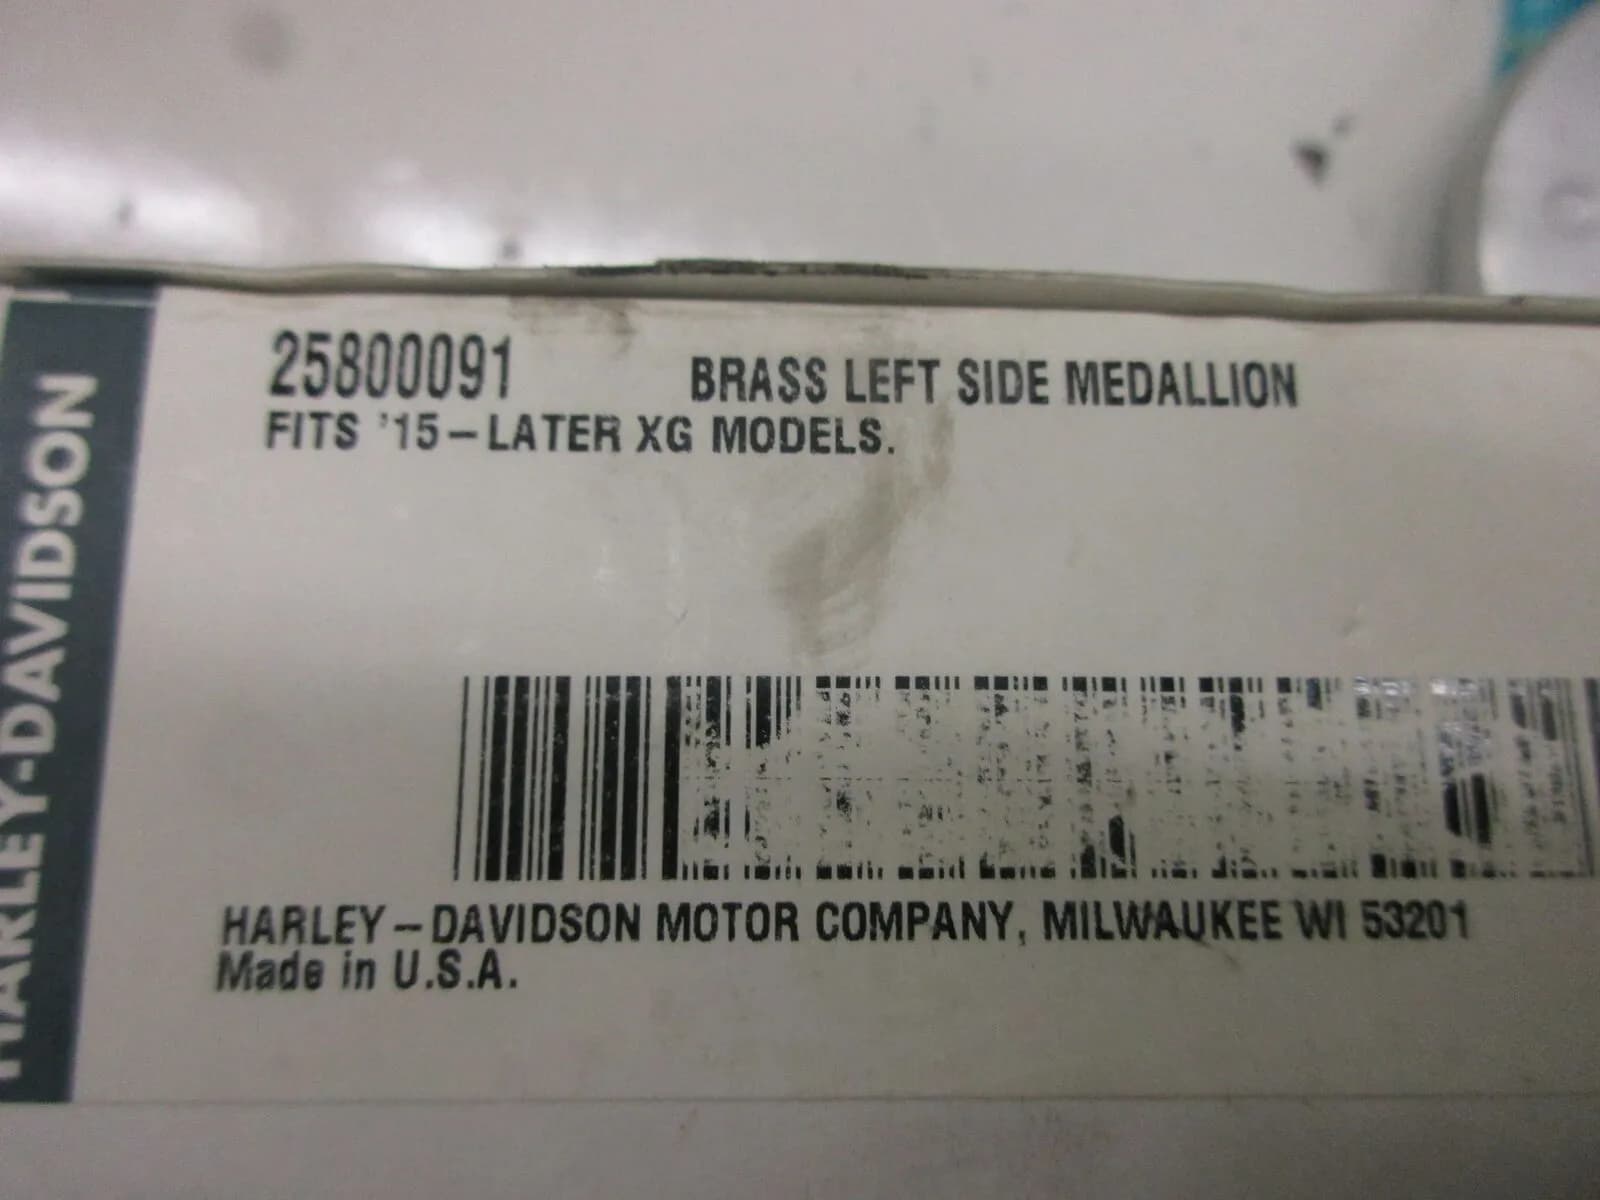 25800091 BRASS LEFT SIDE MEDALLION
FITS '15-LATER XG MODELS.
HARLEY-DAVIDSON MOTOR COMPANY, MILWAUKEE WI 53201
Made in U.S.A.
HARLEY-DAVIDSON